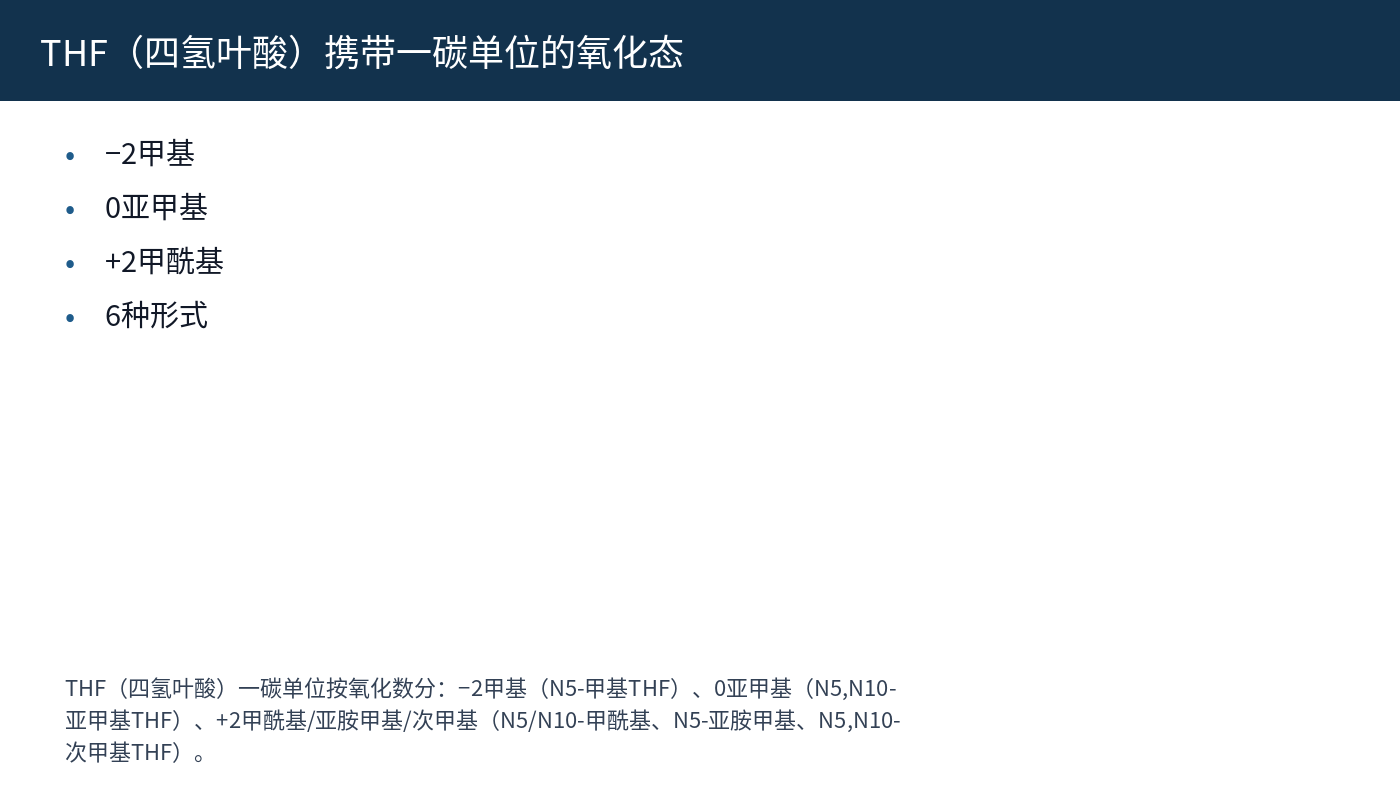 THF（四氢叶酸）携带一碳单位的氧化态
• −2甲基
• 0亚甲基
• +2甲酰基
• 6种形式
THF（四氢叶酸）一碳单位按氧化数分：−2甲基（N5-甲基THF）、0亚甲基（N5,N10-
亚甲基THF）、+2甲酰基/亚胺甲基/次甲基（N5/N10-甲酰基、N5-亚胺甲基、N5,N10-
次甲基THF）。